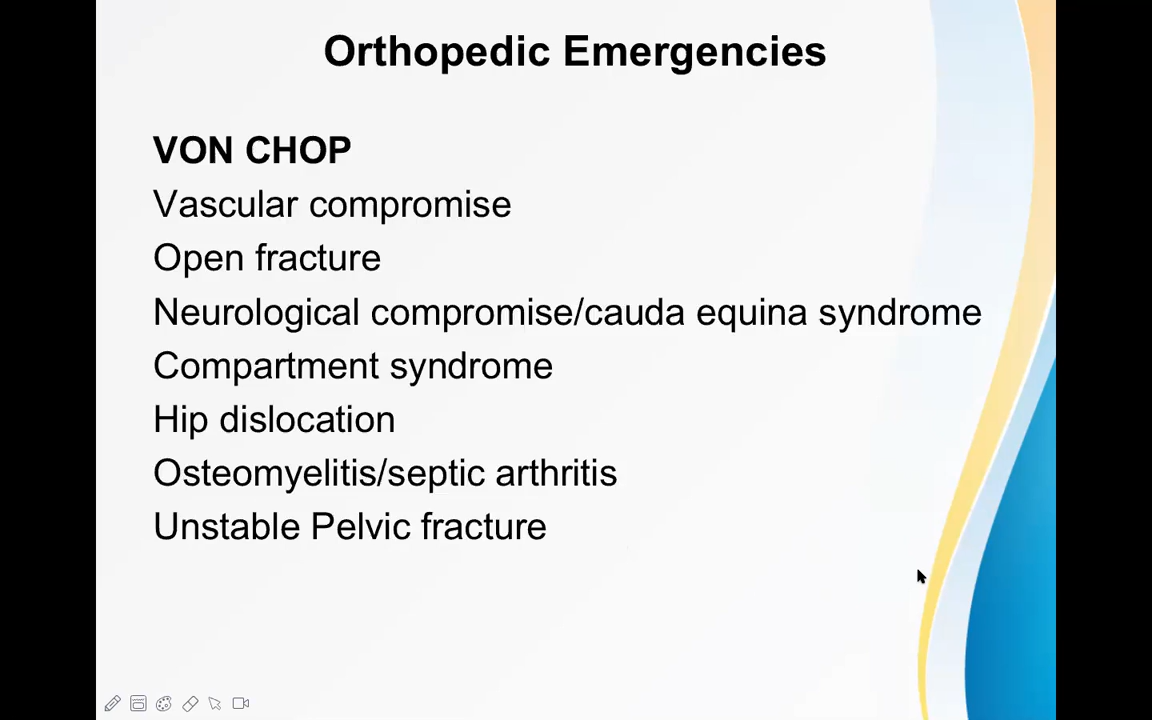 Orthopedic Emergencies
VON CHOP
Vascular compromise
Open fracture
Neurological compromise/cauda equina syndrome
Compartment syndrome
Hip dislocation
Osteomyelitis/septic arthritis
Unstable Pelvic fracture